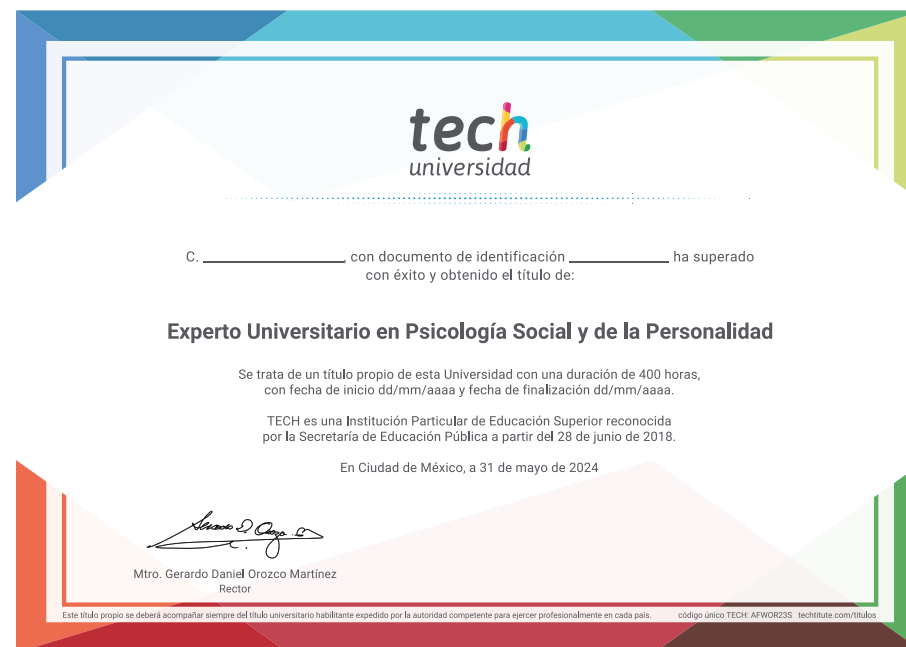 tech
universidad
C. ____________________, con documento de identificación ______________ ha superado
con éxito y obtenido el título de:
Experto Universitario en Psicología Social y de la Personalidad
Se trata de un título propio de esta Universidad con una duración de 400 horas,
con fecha de inicio dd/mm/aaaa y fecha de finalización dd/mm/aaaa.
TECH es una Institución Particular de Educación Superior reconocida
por la Secretaría de Educación Pública a partir del 28 de junio de 2018.
En Ciudad de México, a 31 de mayo de 2024
Mtro. Gerardo Daniel Orozco Martínez
Rector
Este título propio se deberá acompañar siempre del título universitario habilitante expedido por la autoridad competente para ejercer profesionalmente en cada país. código único TECH: AFWOR23S techtitute.com/titulos